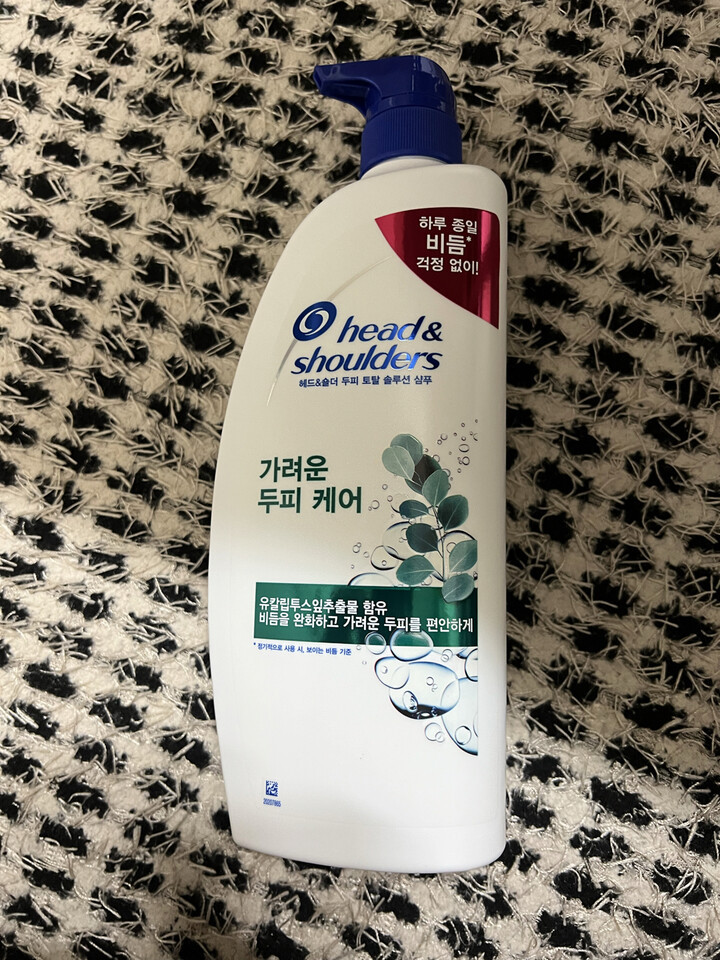 하루 종일
비듬*
걱정 없이!
head &
shoulders
헤드&숄더 두피 토탈 솔루션 샴푸
가려운
두피 케어
유칼립투스잎추출물 함유
비듬을 완화하고 가려운 두피를 편안하게
* 정기적으로 사용 시, 보이는 비듬 기준